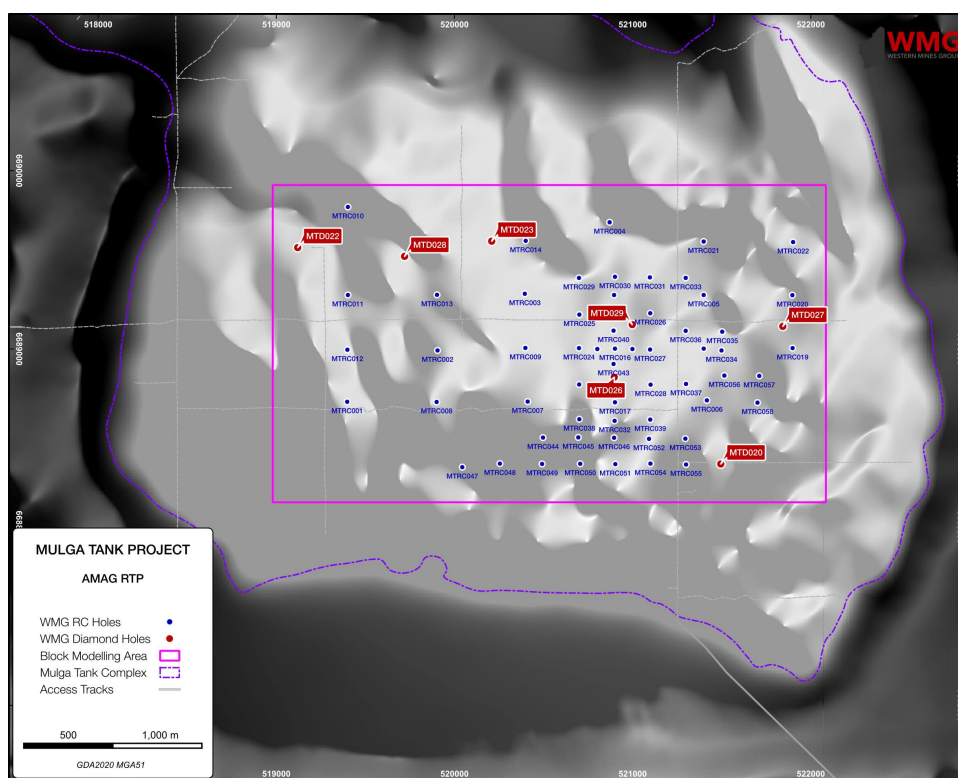 518000
519000
520000
521000
522000
WMG
WESTERN MINES GROUP
0000699
MTRC010
MTD022
MTD028
MTD023
MTRC014
MTRC004
MTRC021
MTRC022
MTRC029
MTRC030
MTRC031
MTRC033
MTRC011
MTRC013
MTRC003
MTRC005
MTRC020
MTD029
MTD027
MTRC025
MTRC026
MTRC040
MTRC036
MTRC035
0006899
MTRC012
MTRC002
MTRC009
MTRC024
MTRC016
MTRC027
MTRC034
MTRC019
MTRC043
MTD026
MTRC028
MTRC037
MTRC056
MTRC057
MTRC001
MTRC008
MTRC007
MTRC017
MTRC006
MTRC058
MTRC038
MTRC032
MTRC039
MTRC044
MTRC045
MTRC046
MTRC052
MTRC053
MTD020
MTRC047
MTRC048
MTRC049
MTRC050
MTRC051
MTRC054
MTRC055
MULGA TANK PROJECT
AMAG RTP
WMG RC Holes
WMG Diamond Holes
Block Modelling Area
Mulga Tank Complex
Access Tracks
500
1,000 m
GDA2020 MGA51
519000
520000
521000
522000